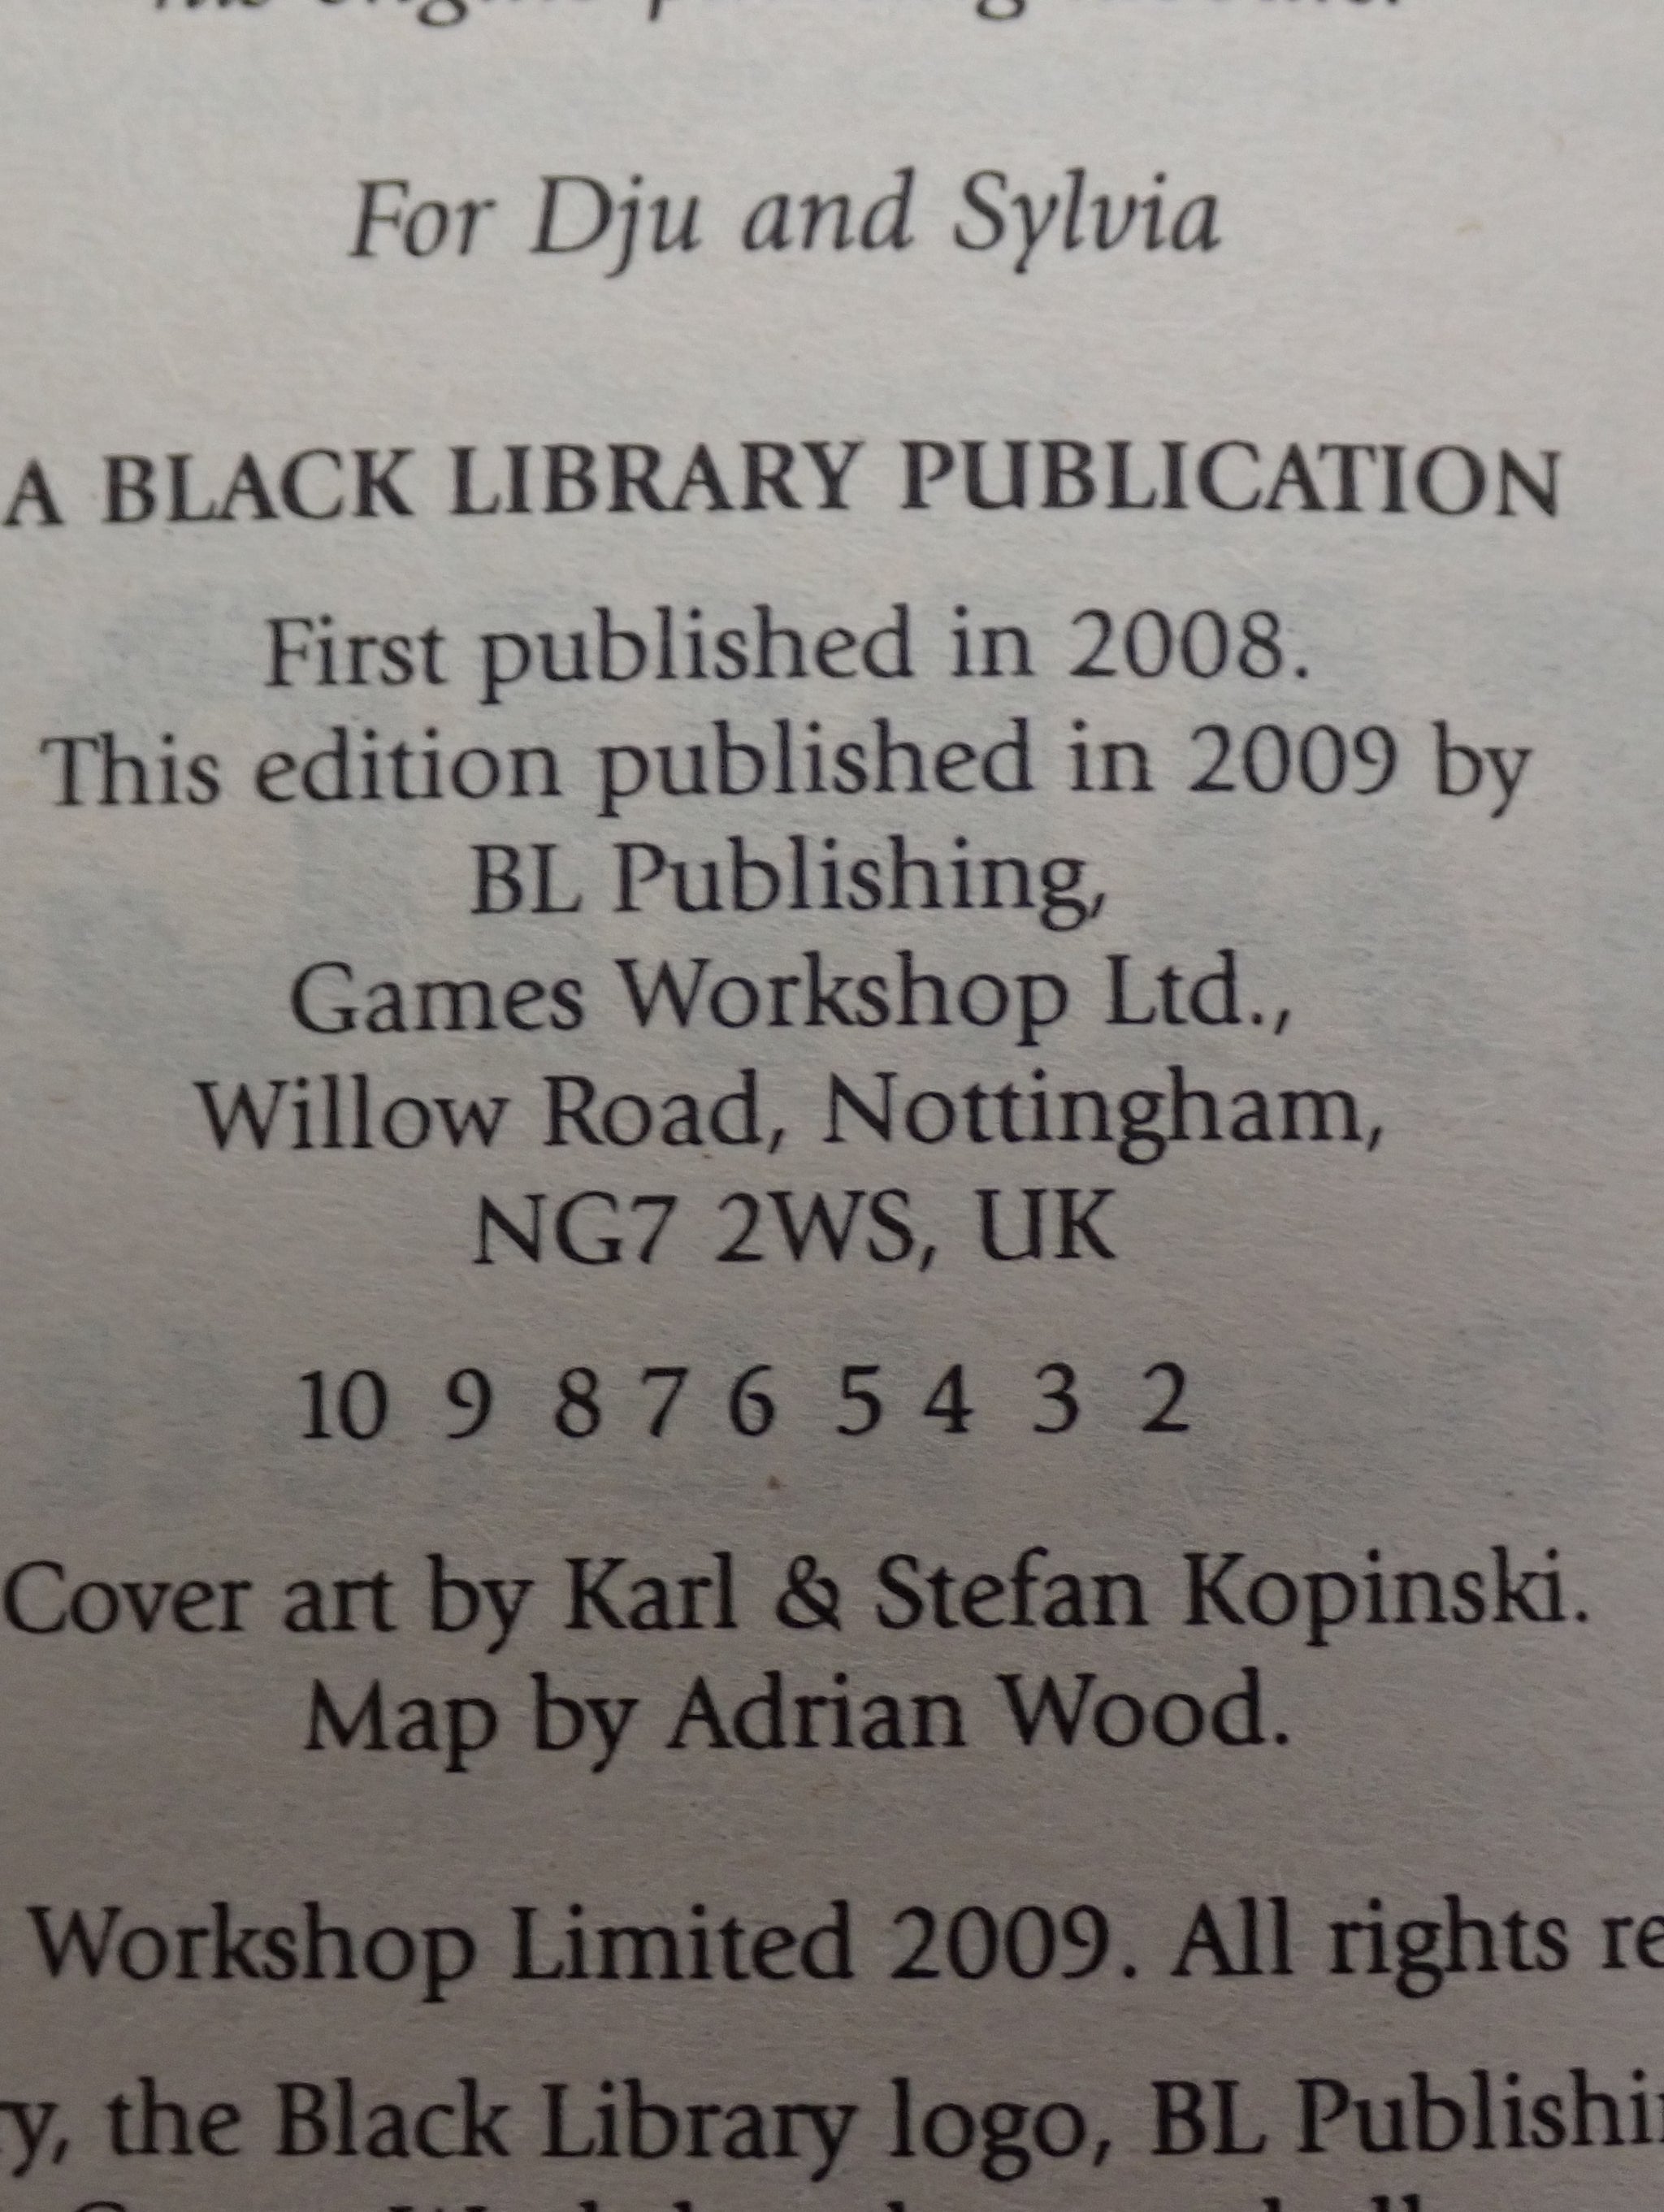 For Dju and Sylvia
A BLACK LIBRARY PUBLICATION
First published in 2008.
This edition published in 2009 by
BL Publishing,
Games Workshop Ltd.,
Willow Road, Nottingham,
NG7 2WS, UK
10 9 8 7 6 5 4 3 2
Cover art by Karl & Stefan Kopinski.
Map by Adrian Wood.
Workshop Limited 2009. All rights re
ry, the Black Library logo, BL Publishin